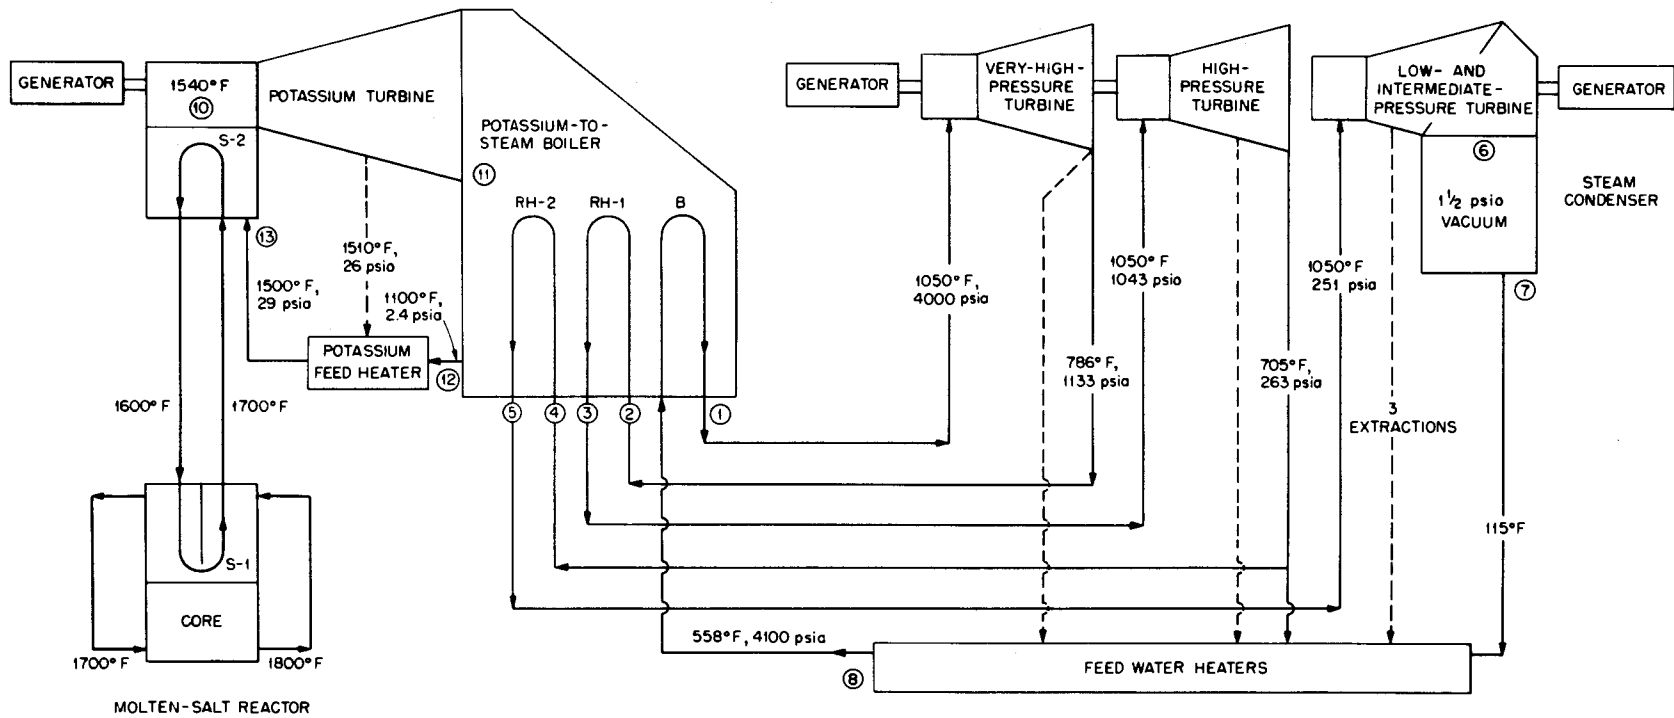 GENERATOR
1540°F
10
S-2
POTASSIUM TURBINE
POTASSIUM-TO-
STEAM BOILER
11
RH-2
RH-1
B
13
1510°F,
26 psia
1500°F,
29 psia
1100°F,
2.4 psia
POTASSIUM
FEED HEATER
12
5
4
3
2
1
1600°F
1700°F
S-1
CORE
1700°F
1800°F
MOLTEN-SALT REACTOR
GENERATOR
VERY-HIGH-
PRESSURE
TURBINE
HIGH-
PRESSURE
TURBINE
LOW- AND
INTERMEDIATE-
PRESSURE TURBINE
GENERATOR
6
1 1/2 psia
VACUUM
STEAM
CONDENSER
7
1050°F,
4000 psia
1050°F
1043 psia
1050°F
251 psia
786°F,
1133 psia
705°F,
263 psia
3
EXTRACTIONS
115°F
558°F, 4100 psia
8
FEED WATER HEATERS